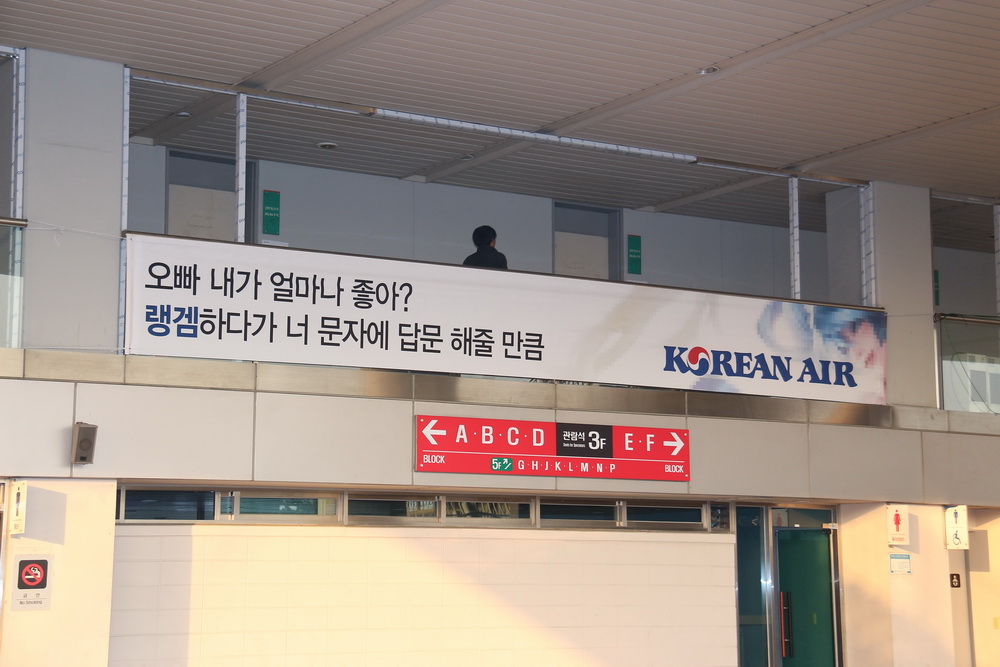 오빠 내가 얼마나 좋아?
랭겜하다가 너 문자에 답문 해줄 만큼
KOREAN AIR
A·B·C·D
관람석 3F
E·F
BLOCK
5F G·H·J·K·L·M·N·P
BLOCK